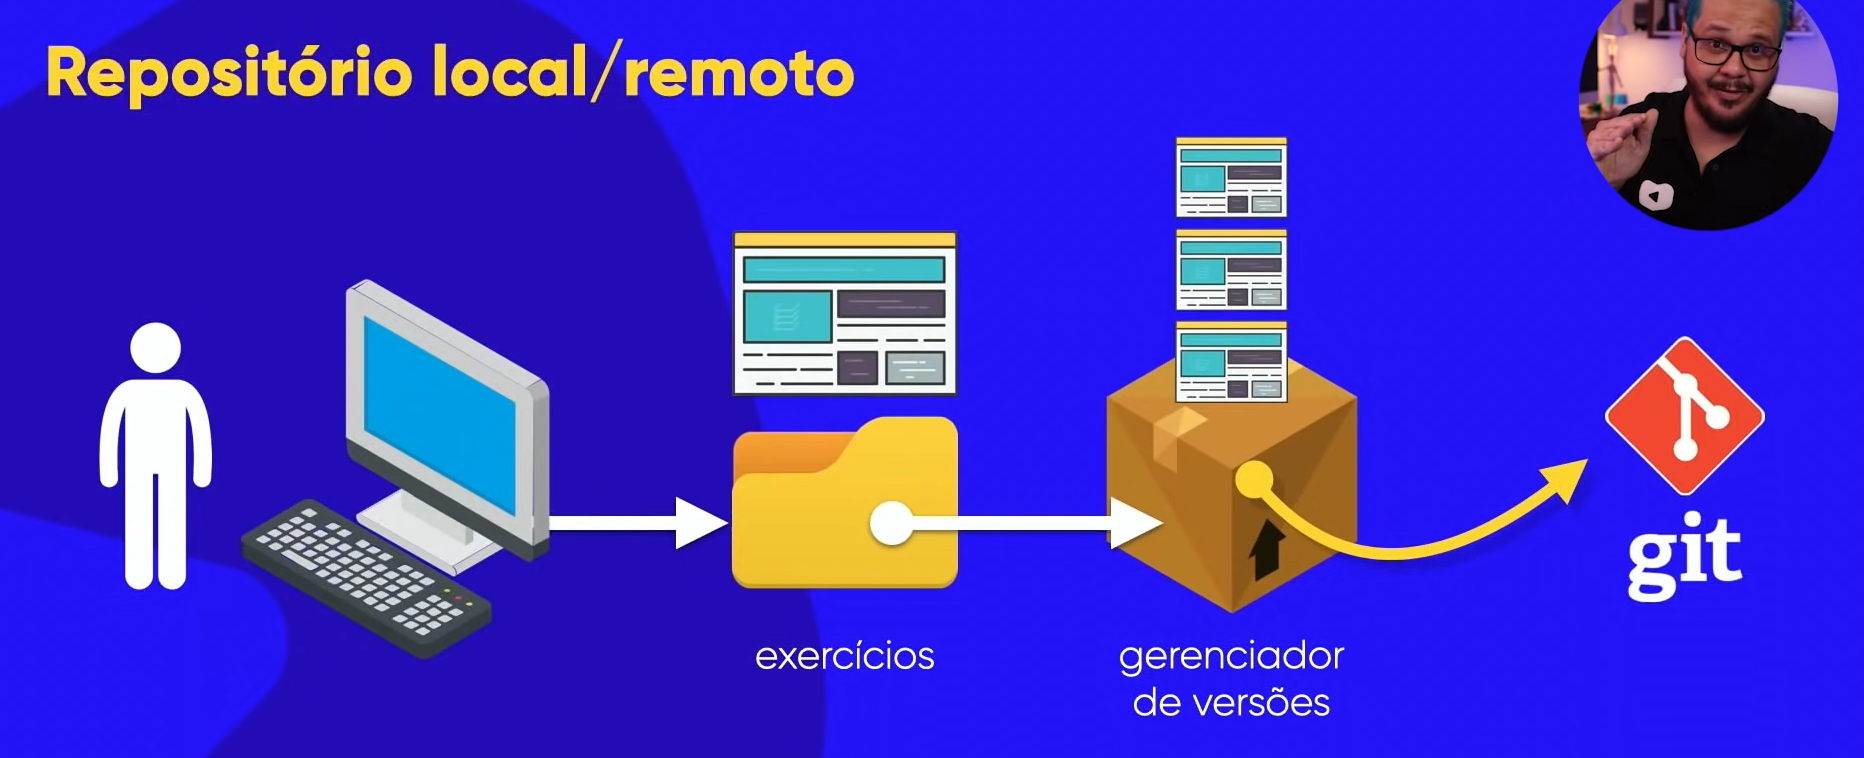 Repositório local/remoto
exercícios
gerenciador
de versões
git